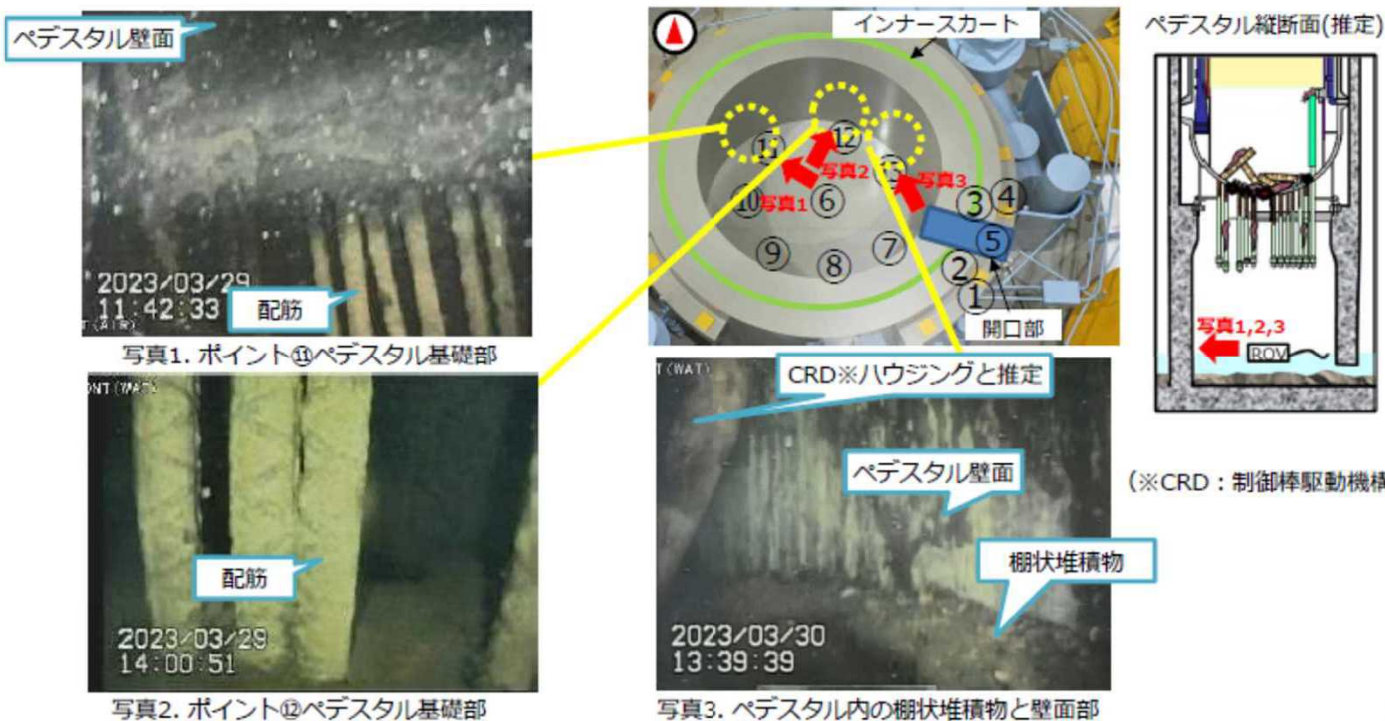 ペデスタル壁面
2023/03/29
11:42:33
T(AIR)
配筋
写真1. ポイント⑪ペデスタル基礎部
ONT(WAT)
配筋
2023/03/29
14:00:51
写真2. ポイント⑫ペデスタル基礎部
インナースカート
⑪
⑫
写真2
写真3
⑩
写真1
⑥
③
④
⑨
⑧
⑦
②
⑤
①
開口部
CRD※ハウジングと推定
NT(WAT)
ペデスタル壁面
棚状堆積物
2023/03/30
13:39:39
写真3. ペデスタル内の棚状堆積物と壁面部
ペデスタル縦断面(推定)
写真1,2,3
ROV
(※CRD:制御棒駆動機構